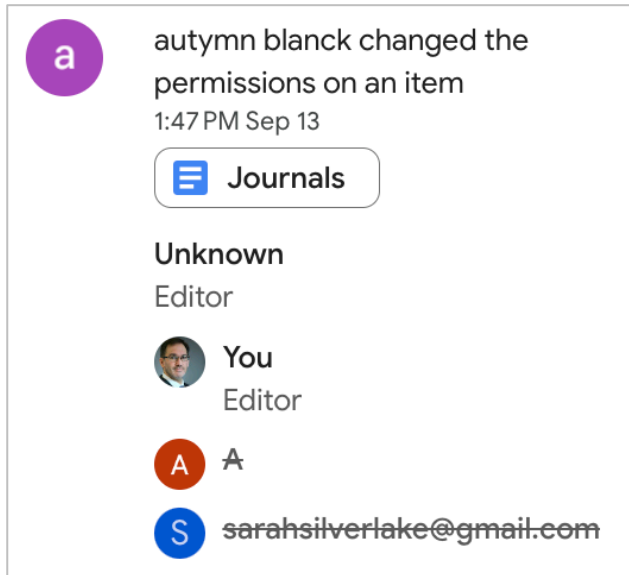 a
autymn blanck changed the
permissions on an item
1:47 PM Sep 13
Journals
Unknown
Editor
You
Editor
A A
S sarahsilverlake@gmail.com